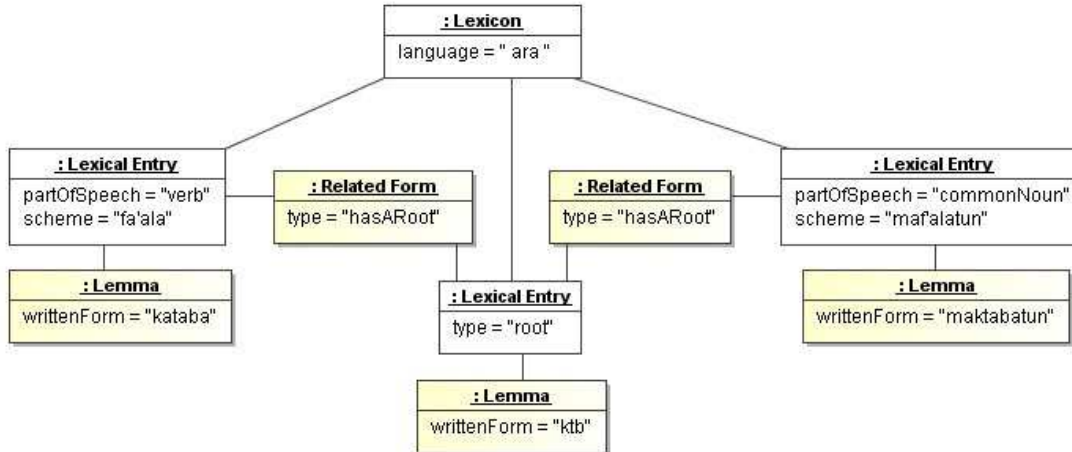 : Lexicon
language = " ara "
: Lexical Entry
partOfSpeech = "verb"
scheme = "fa'ala"
: Related Form
type = "hasARoot"
: Related Form
type = "hasARoot"
: Lexical Entry
partOfSpeech = "commonNoun"
scheme = "maf'alatun"
: Lemma
writtenForm = "kataba"
: Lexical Entry
type = "root"
: Lemma
writtenForm = "maktabatun"
: Lemma
writtenForm = "ktb"